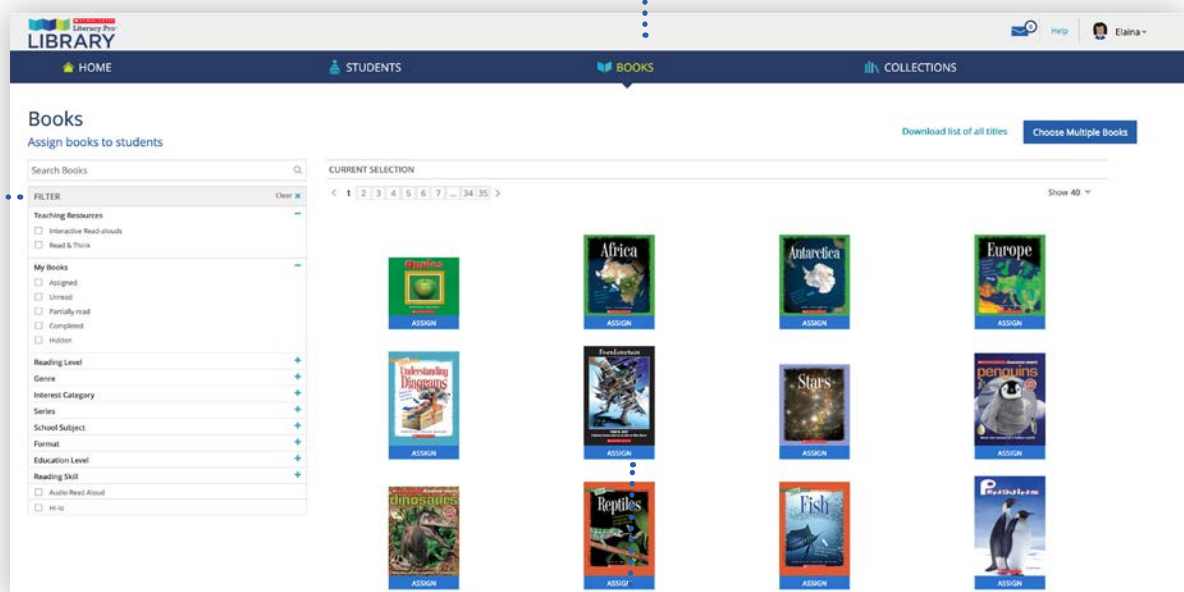 SCHOLASTIC
Literacy Pro
LIBRARY
Help
Elaina
HOME
STUDENTS
BOOKS
COLLECTIONS
Books
Assign books to students
Download list of all titles
Choose Multiple Books
Search Books
CURRENT SELECTION
FILTER
Clear x
< 1 2 3 4 5 6 7 ... 34 35 >
Show 40
Teaching Resources
Interactive Read-alouds
Read & Think
My Books
Assigned
Unread
Partially read
Completed
Hidden
Reading Level
Genre
Interest Category
Series
School Subject
Format
Education Level
Reading Skill
Audio Read Aloud
Hi-lo
Apples
ASSIGN
Africa
ASSIGN
Antarctica
ASSIGN
Europe
ASSIGN
Understanding
Diagrams
ASSIGN
ASSIGN
Stars
ASSIGN
penguins
ASSIGN
dinosaurs
ASSIGN
Reptiles
ASSIGN
Fish
ASSIGN
Penguins
ASSIGN